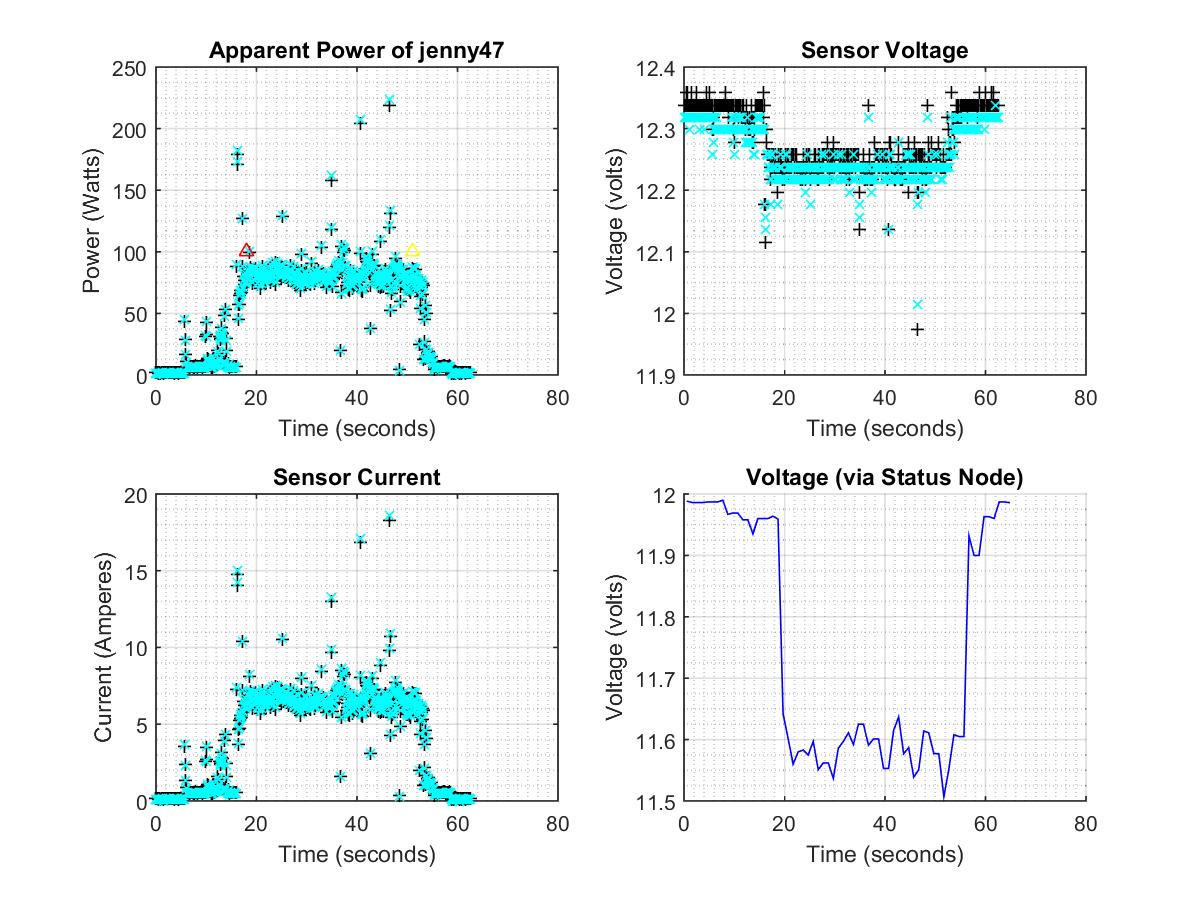 Apparent Power of jenny47
250
200
150
100
50
0
Power (Watts)
0 20 40 60 80
Time (seconds)
Sensor Voltage
12.4
12.3
12.2
12.1
12
11.9
Voltage (volts)
0 20 40 60 80
Time (seconds)
Sensor Current
20
15
10
5
0
Current (Amperes)
0 20 40 60 80
Time (seconds)
Voltage (via Status Node)
12
11.9
11.8
11.7
11.6
11.5
Voltage (volts)
0 20 40 60 80
Time (seconds)